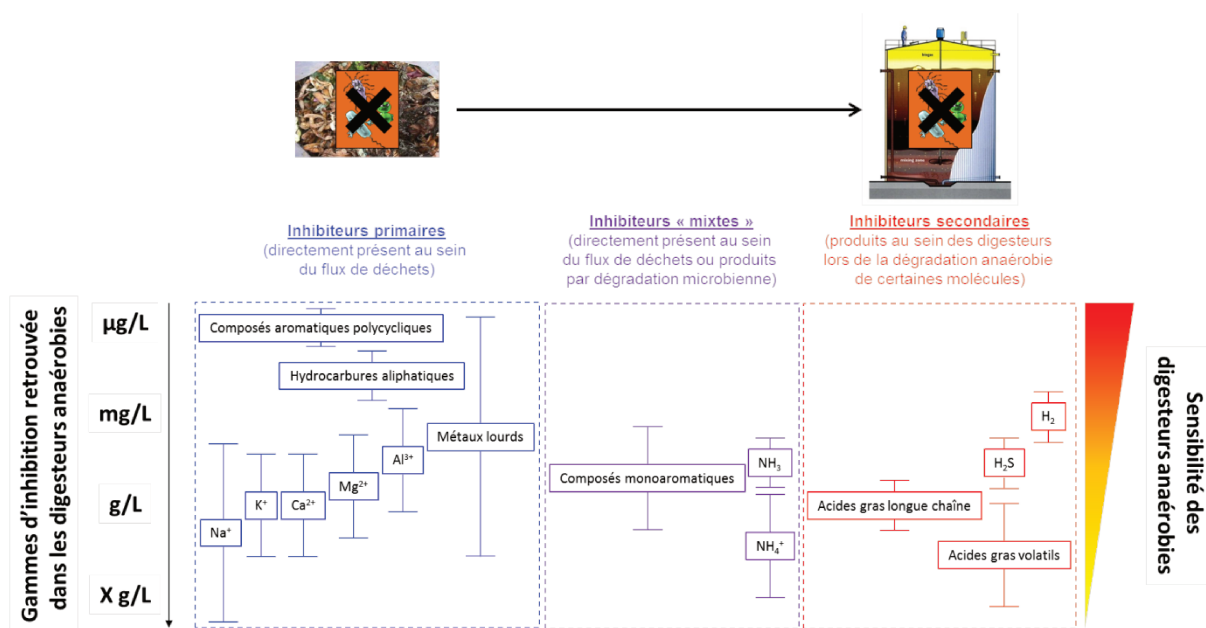 biogas
mixing zone
Inhibiteurs primaires
(directement présent au sein
du flux de déchets)
Inhibiteurs « mixtes »
(directement présent au sein
du flux de déchets ou produits
par dégradation microbienne)
Inhibiteurs secondaires
(produits au sein des digesteurs
lors de la dégradation anaérobie
de certaines molécules)
Gammes d’inhibition retrouvée
dans les digesteurs anaérobies
µg/L
mg/L
g/L
X g/L
Composés aromatiques polycycliques
Hydrocarbures aliphatiques
Métaux lourds
Al³⁺
Mg²⁺
K⁺
Ca²⁺
Na⁺
Composés monoaromatiques
NH₃
NH₄⁺
H₂
H₂S
Acides gras longue chaîne
Acides gras volatils
Sensibilité des
digesteurs anaérobies